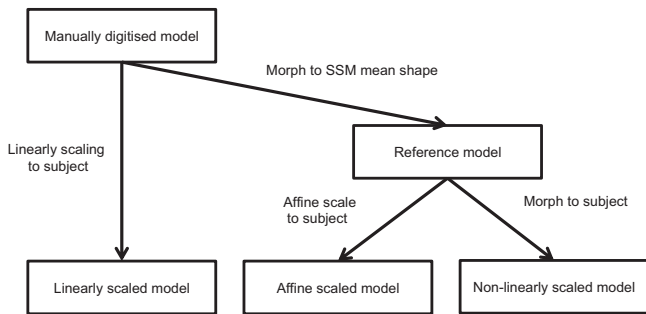 Manually digitised model
Morph to SSM mean shape
Linearly scaling
to subject
Reference model
Affine scale
to subject
Morph to subject
Linearly scaled model
Affine scaled model
Non-linearly scaled model